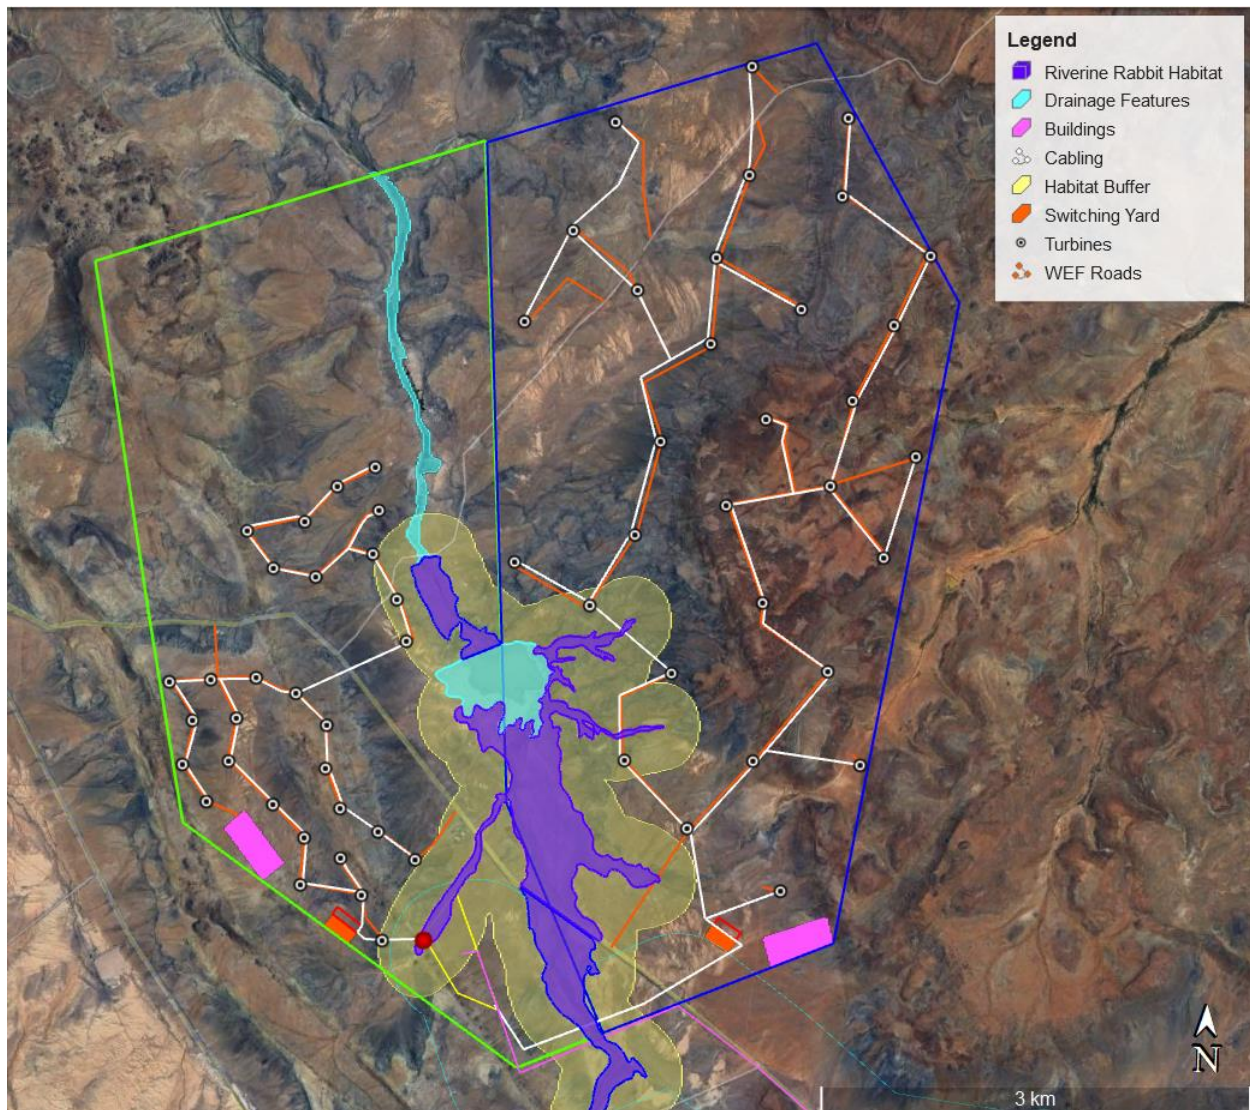 Legend
Riverine Rabbit Habitat
Drainage Features
Buildings
Cabling
Habitat Buffer
Switching Yard
Turbines
WEF Roads
N
3 km